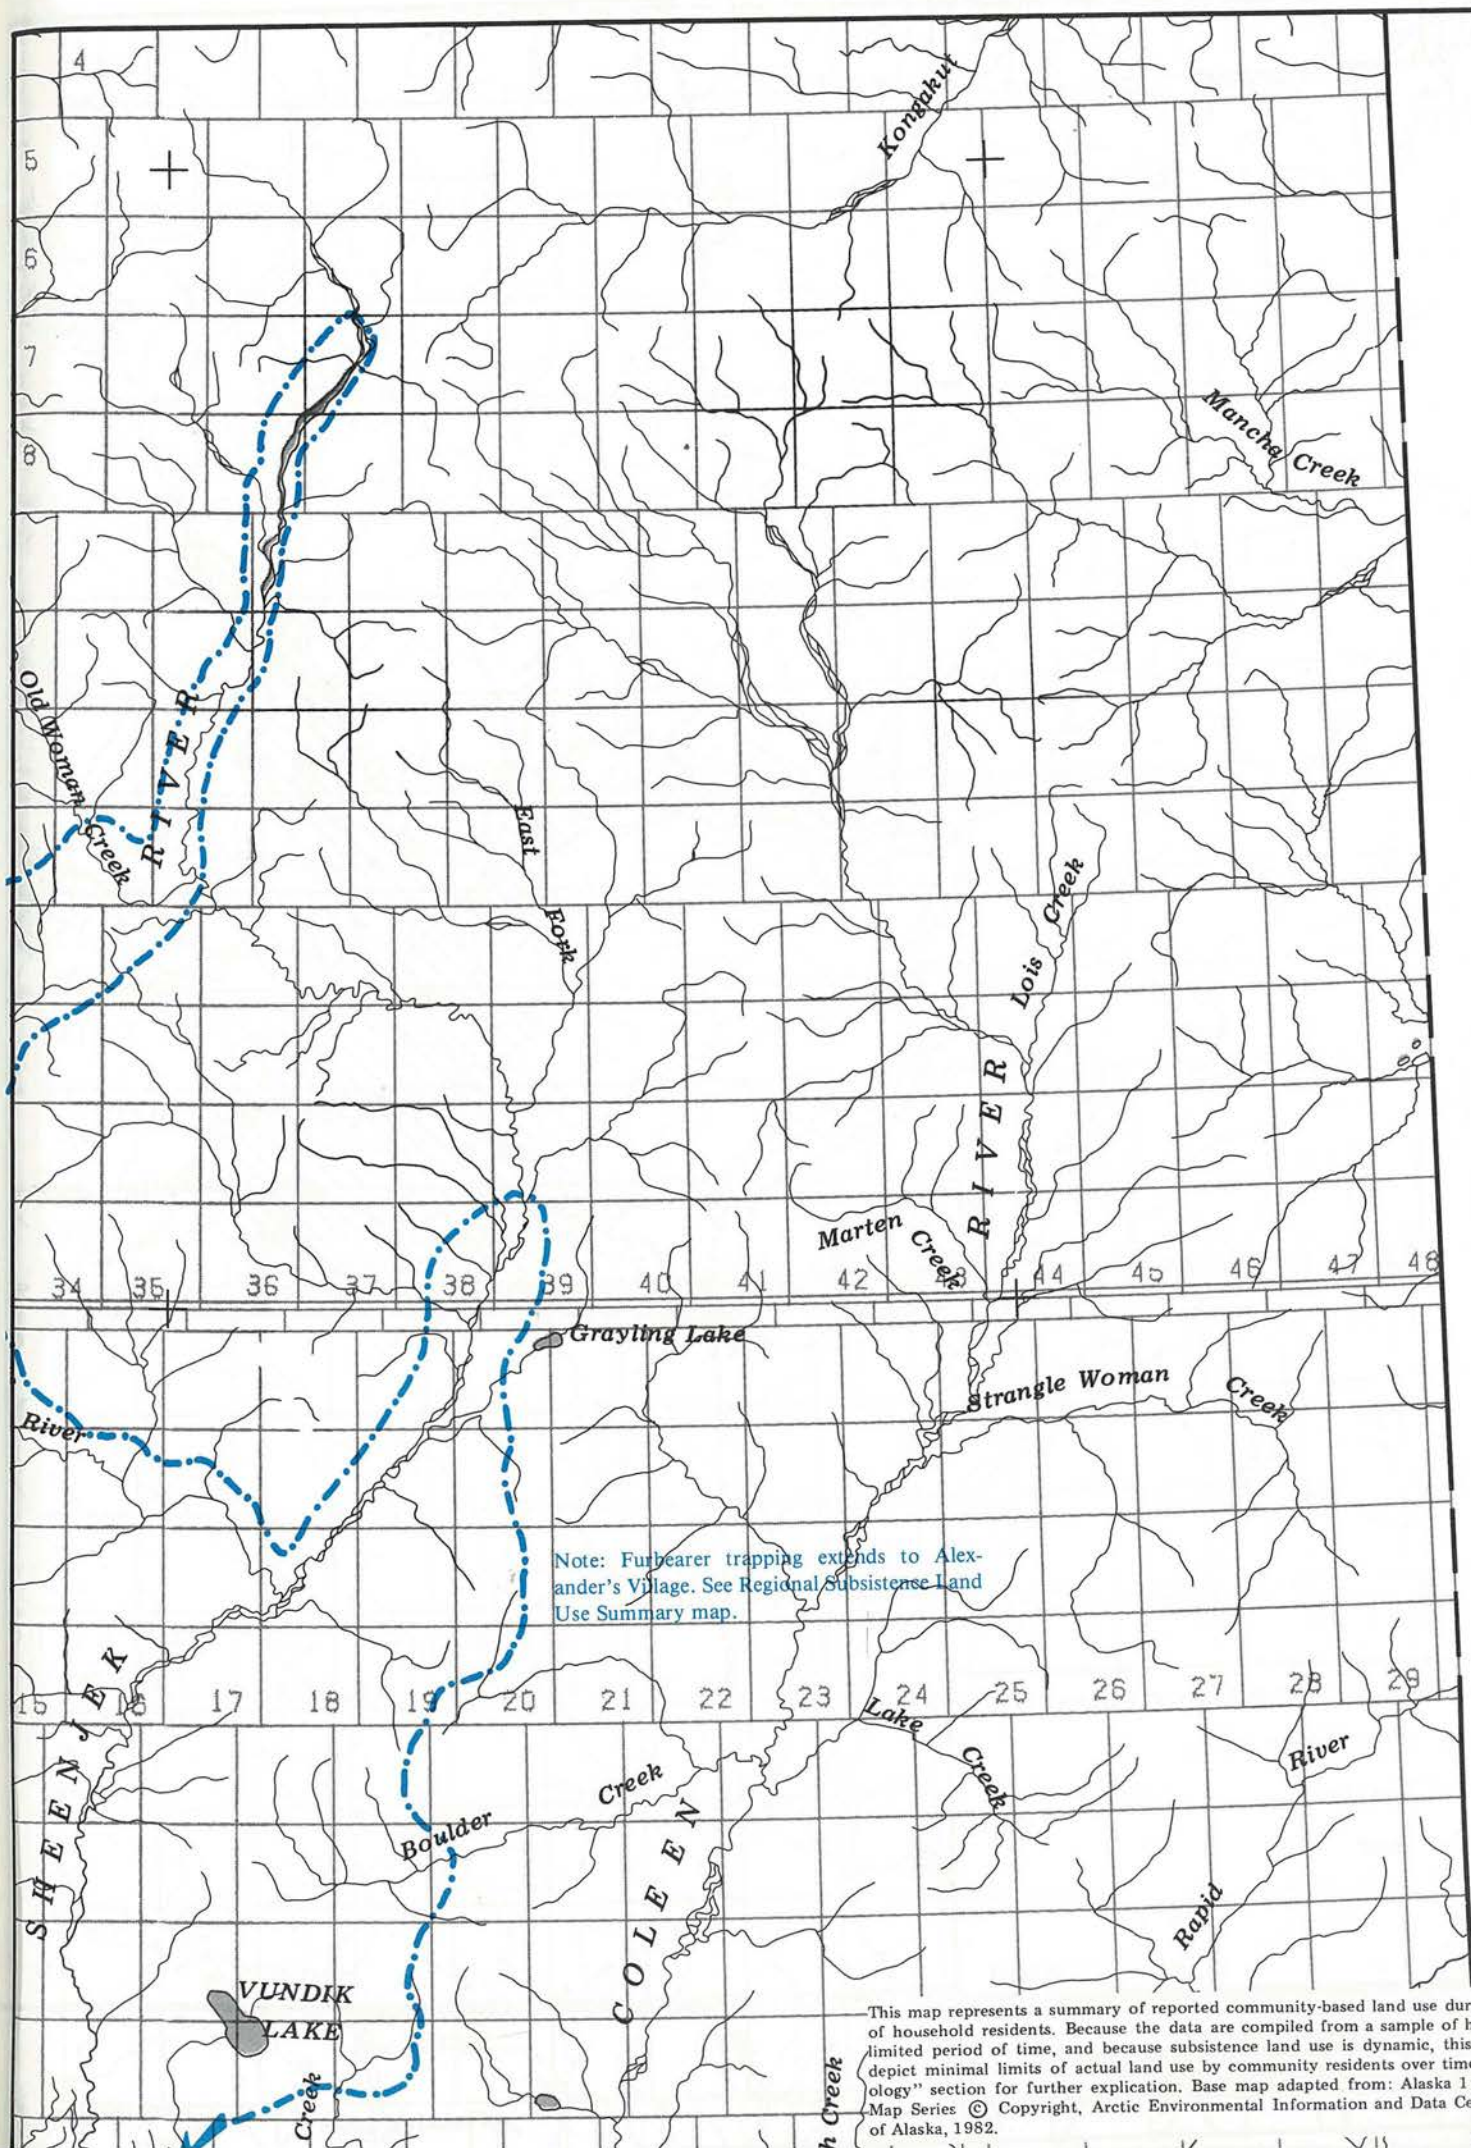 4
Kongakut
5
6
7
Mancha Creek
8
Old Woman
Creek
RIVER
East
Fork
Lois Creek
RIVER
Marten
Creek
34 35 36 37 38 39 40 41 42 43 44 45 46 47 48
Grayling Lake
Strangle Woman Creek
River
Note: Furbearer trapping extends to Alex-
ander's Village. See Regional Subsistence Land
Use Summary map.
15 16 17 18 19 20 21 22 23 24 25 26 27 28 29
SHEENJEK
Lake
Creek
River
Boulder Creek
COLEEN
Rapid
VUNDIK
LAKE
Creek
h Creek
This map represents a summary of reported community-based land use dur
of household residents. Because the data are compiled from a sample of h
limited period of time, and because subsistence land use is dynamic, this
depict minimal limits of actual land use by community residents over tim
ology" section for further explication. Base map adapted from: Alaska 1
Map Series © Copyright, Arctic Environmental Information and Data Ce
of Alaska, 1982.